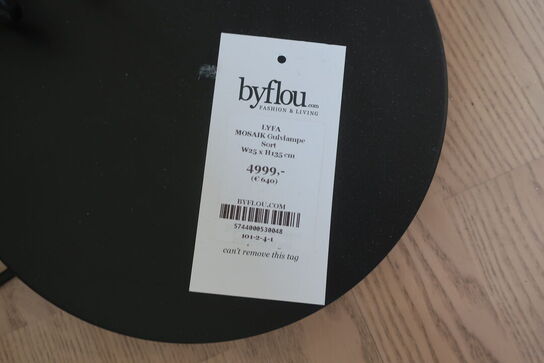 byflou.com
FASHION & LIVING
LYFA
MOSAIK Gulvlampe
Sort
W25 x H135 cm
4999,-
(€ 640)
BYFLOU.COM
5744000530048
101-2-4-1
can't remove this tag